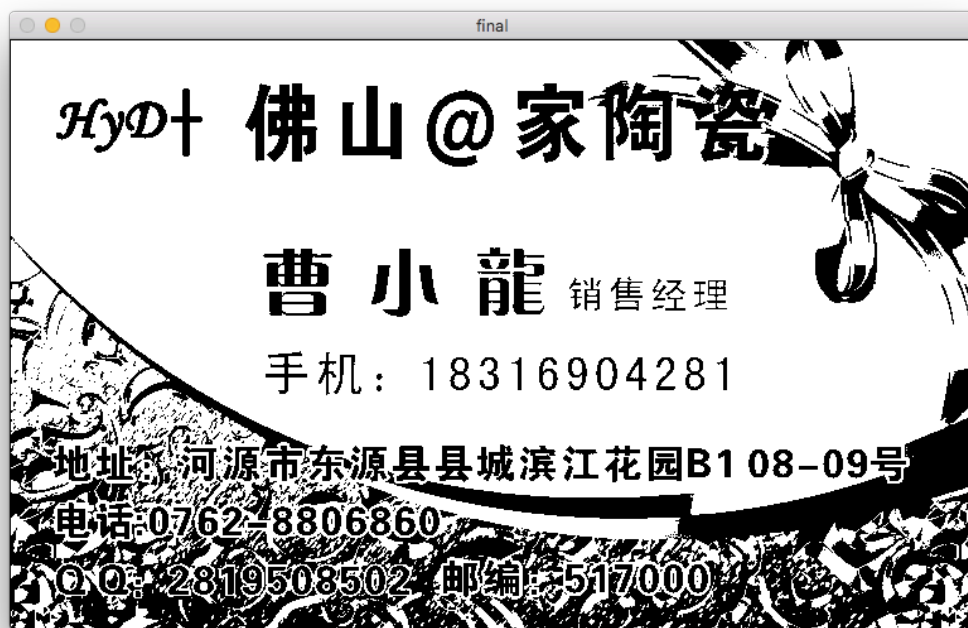 final
HyD十 佛山@家陶瓷
曹小龍 销售经理
手机：18316904281
地址：河源市东源县县城滨江花园B108-09号
电话:0762-8806860
QQ：2819508502 邮编：517000